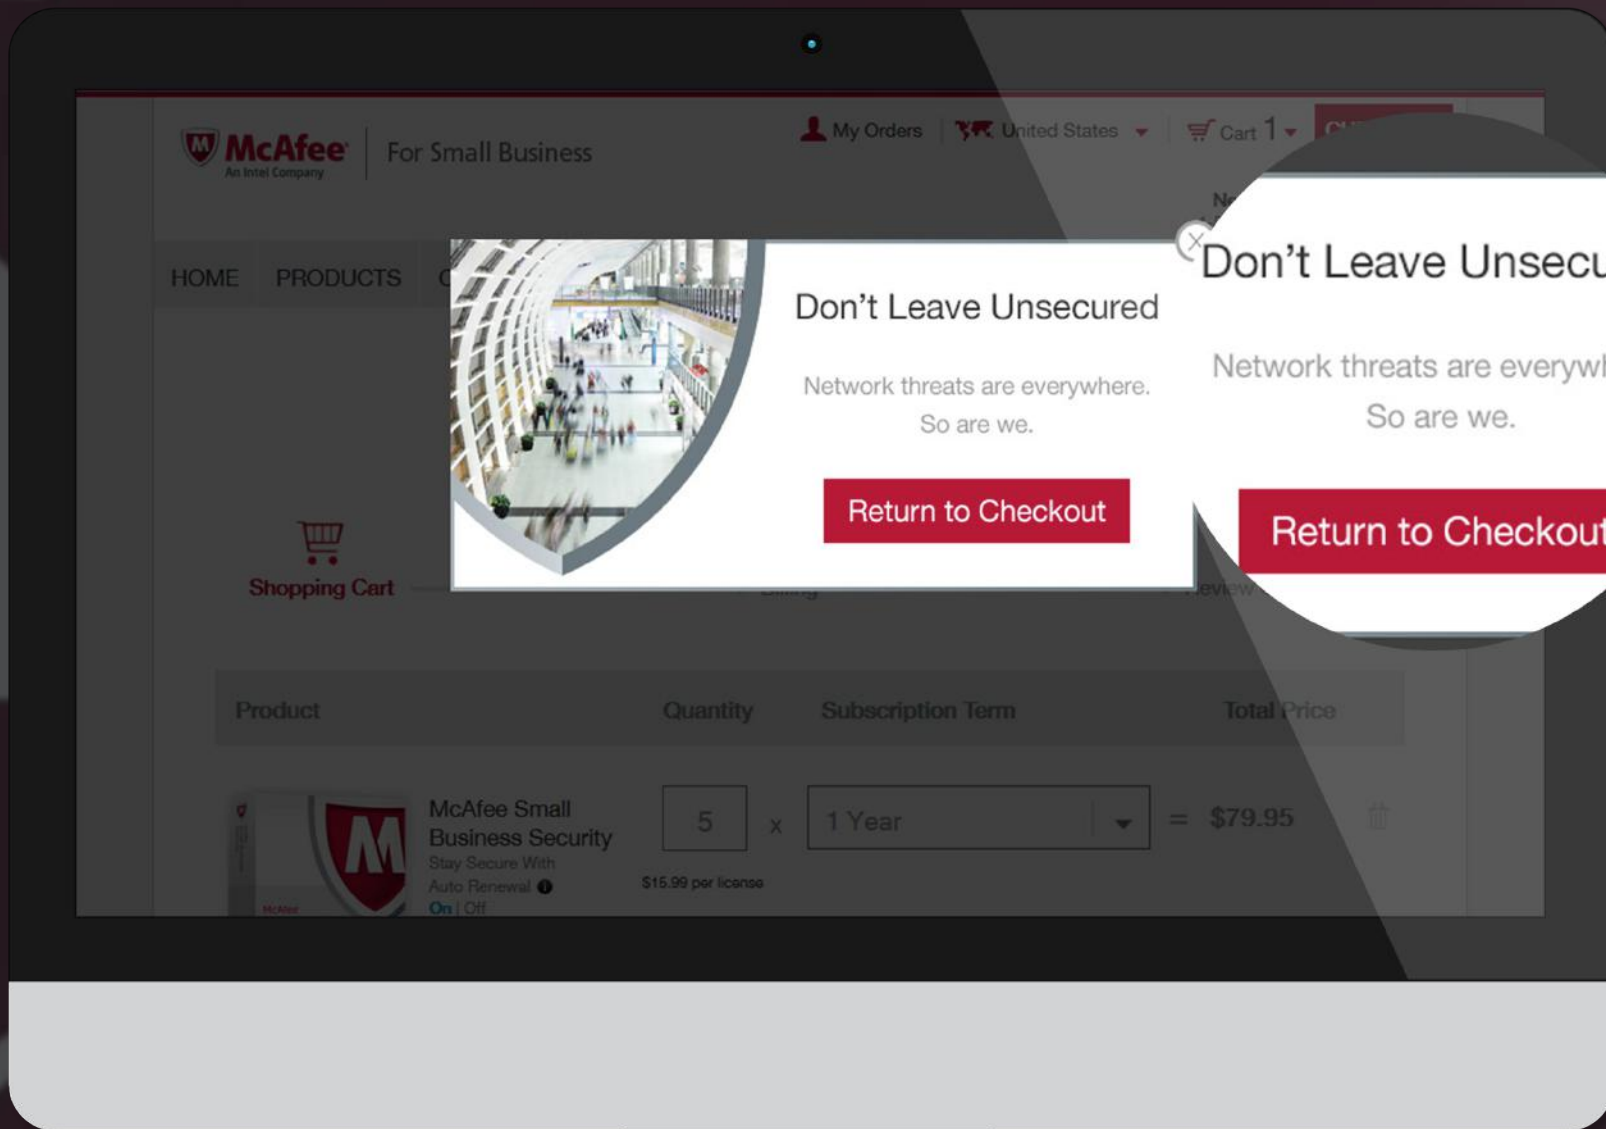 McAfee
An Intel Company
For Small Business
My Orders
United States
Cart 1
HOME PRODUCTS
Don't Leave Unsecured
Network threats are everywhere.
So are we.
Return to Checkout
Don't Leave
Network threats are
So are we.
Return to Checkout
Shopping Cart
Product Quantity Subscription Term Total Price
McAfee Small
Business Security
Stay Secure With
Auto Renewal
On | Off
5 x 1 Year = $79.95
$15.99 per license
McAfee